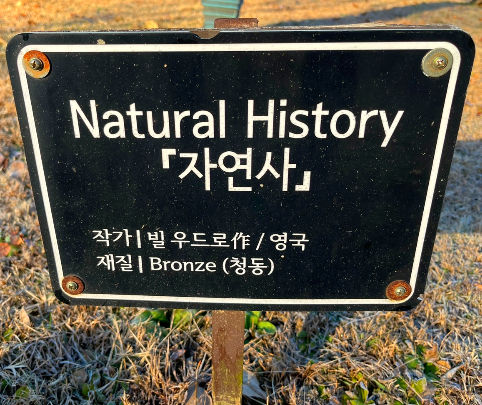 Natural History
『자연사』
작가 | 빌 우드로作 / 영국
재질 | Bronze (청동)